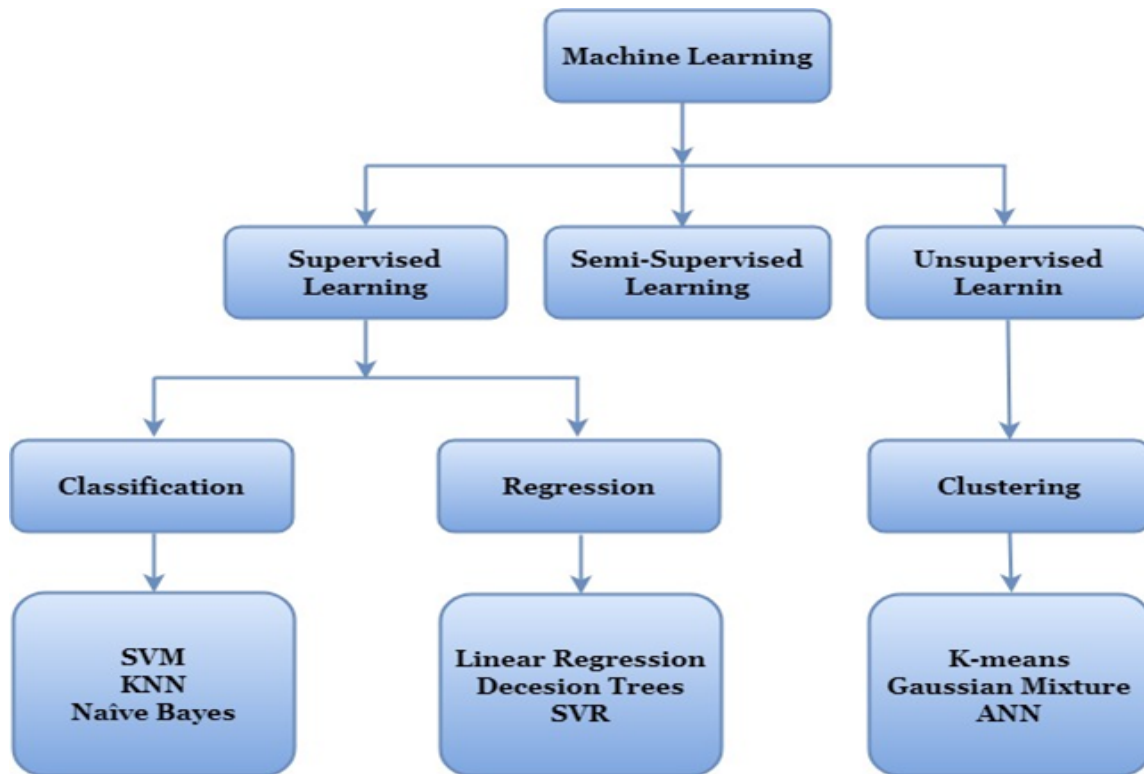 Machine Learning
Supervised
Learning
Semi-Supervised
Learning
Unsupervised
Learnin
Classification
Regression
Clustering
SVM
KNN
Naîve Bayes
Linear Regression
Decesion Trees
SVR
K-means
Gaussian Mixture
ANN